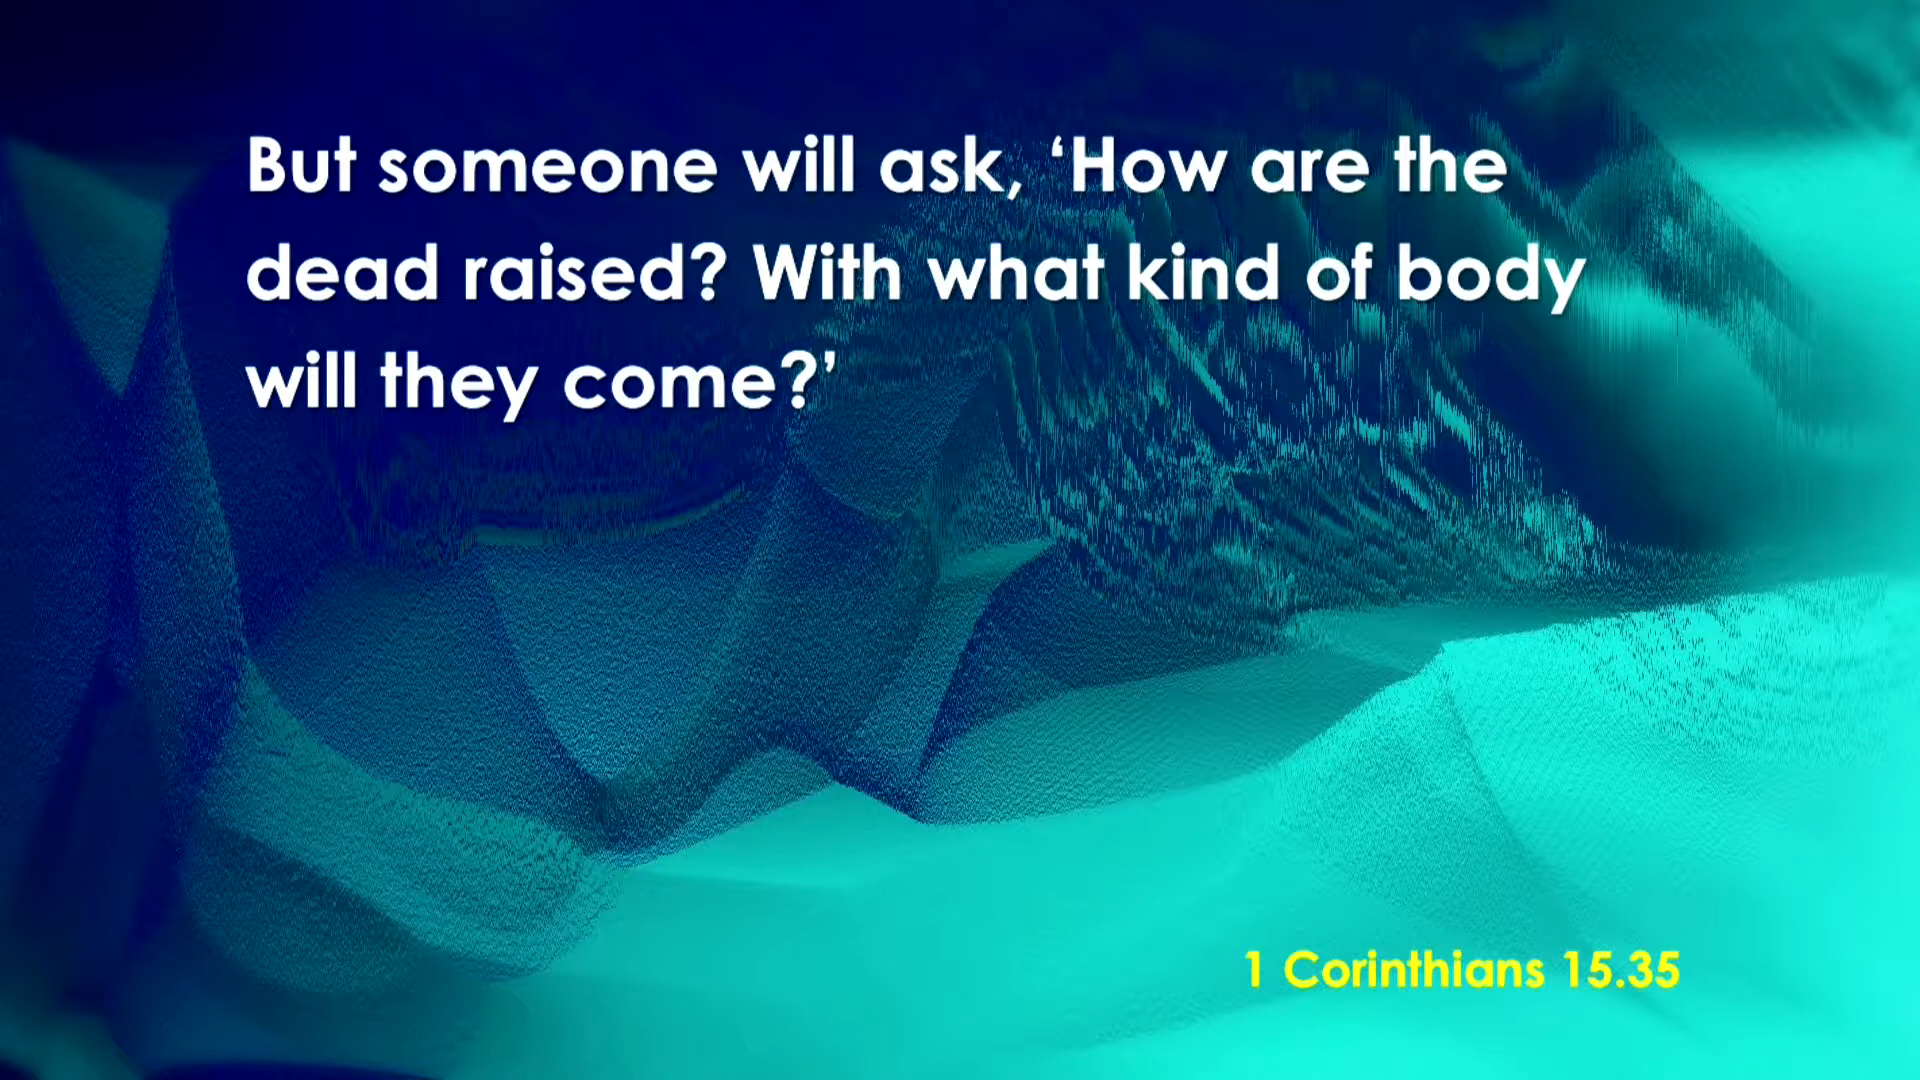 But someone will ask, ‘How are the
dead raised? With what kind of body
will they come?’
1 Corinthians 15.35